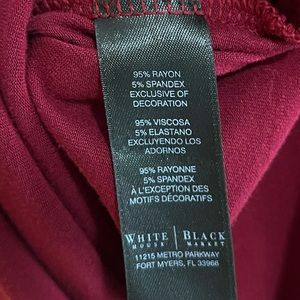 95% RAYON
5% SPANDEX
EXCLUSIVE OF
DECORATION
95% VISCOSA
5% ELASTANO
EXCLUYENDO LOS
ADORNOS
95% RAYONNE
5% SPANDEX
À L'EXCEPTION DES
MOTIFS DÉCORATIFS
WHITE | BLACK
HOUSE | MARKET
11215 METRO PARKWAY
FORT MYERS, FL 33966